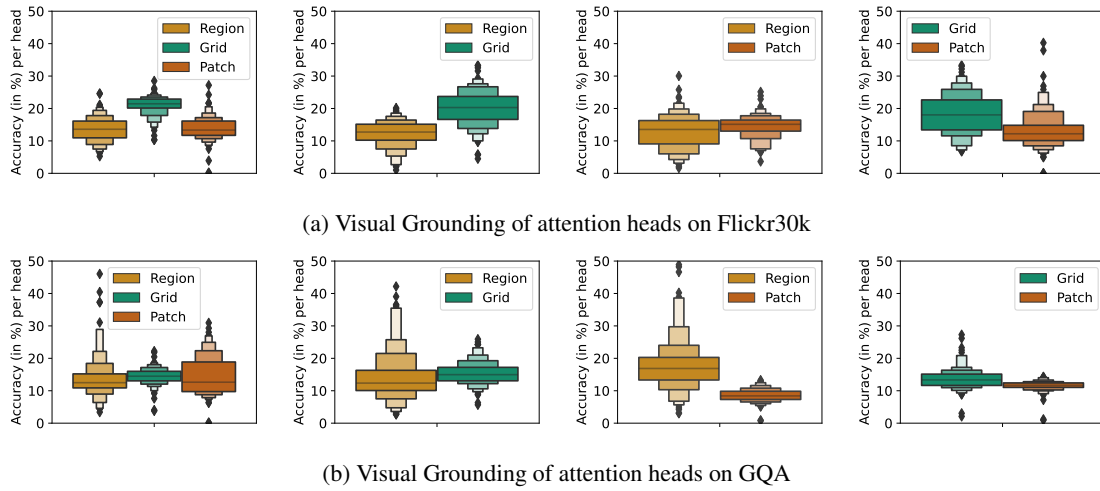 Accuracy (in %) per head
50
40
30
20
10
0
Region
Grid
Patch
Accuracy (in %) per head
50
40
30
20
10
0
Region
Grid
Accuracy (in %) per head
50
40
30
20
10
0
Region
Patch
Accuracy (in %) per head
50
40
30
20
10
0
Grid
Patch
(a) Visual Grounding of attention heads on Flickr30k
Accuracy (in %) per head
50
40
30
20
10
0
Region
Grid
Patch
Accuracy (in %) per head
50
40
30
20
10
0
Region
Grid
Accuracy (in %) per head
50
40
30
20
10
0
Region
Patch
Accuracy (in %) per head
50
40
30
20
10
0
Grid
Patch
(b) Visual Grounding of attention heads on GQA